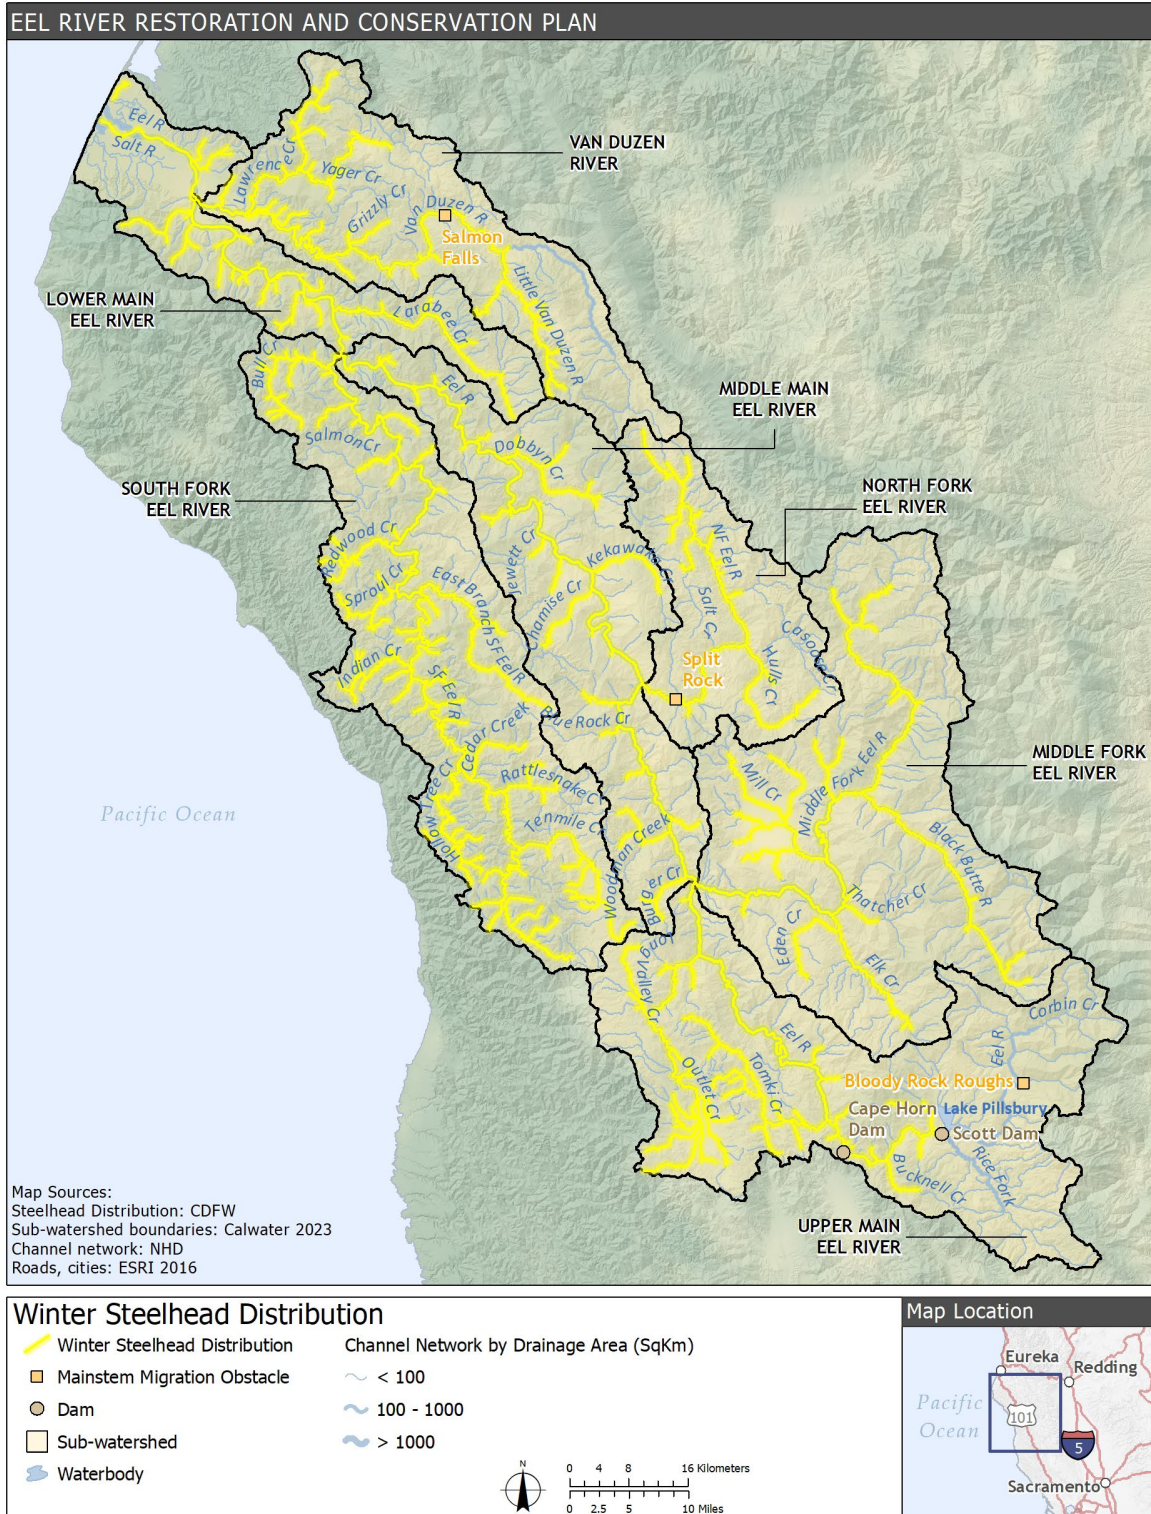 EEL RIVER RESTORATION AND CONSERVATION PLAN
VAN DUZEN
RIVER
Eel R
Salt R
Lawrence Cr
Yager Cr
Grizzly Cr
Van Duzen R
Salmon
Falls
Little Van Duzen R
LOWER MAIN
EEL RIVER
Larabee Cr
Bull Cr
Eel R
MIDDLE MAIN
EEL RIVER
Salmon Cr
Dobbyn Cr
SOUTH FORK
EEL RIVER
NORTH FORK
EEL RIVER
Redwood Cr
Sproul Cr
East Branch SF Eel R
Jewett Cr
Kekawaka Cr
Chamise Cr
NF Eel R
Salt Cr
Casoose Cr
Hulls Cr
Split
Rock
Indian Cr
SF Eel R
Cedar Creek
Blue Rock Cr
MIDDLE FORK
EEL RIVER
Middle Fork Eel R
Mill Cr
Rattlesnake Cr
Hollow Tree Cr
Tenmile Cr
Pacific Ocean
Woodman Creek
Black Butte R
Burger Cr
Thatcher Cr
Eden Cr
Elk Cr
Long Valley Cr
Eel R
Corbin Cr
Eel R
Outlet Cr
Tomki Cr
Bloody Rock Roughs
Cape Horn
Dam
Lake Pillsbury
Scott Dam
Rice Fork
Bucknell Cr
UPPER MAIN
EEL RIVER
Map Sources:
Steelhead Distribution: CDFW
Sub-watershed boundaries: Calwater 2023
Channel network: NHD
Roads, cities: ESRI 2016
Winter Steelhead Distribution
Winter Steelhead Distribution
Mainstem Migration Obstacle
Dam
Sub-watershed
Waterbody
Channel Network by Drainage Area (SqKm)
< 100
100 - 1000
> 1000
N
0 4 8 16 Kilometers
0 2.5 5 10 Miles
Map Location
Eureka
Redding
Pacific
Ocean
101
5
Sacramento